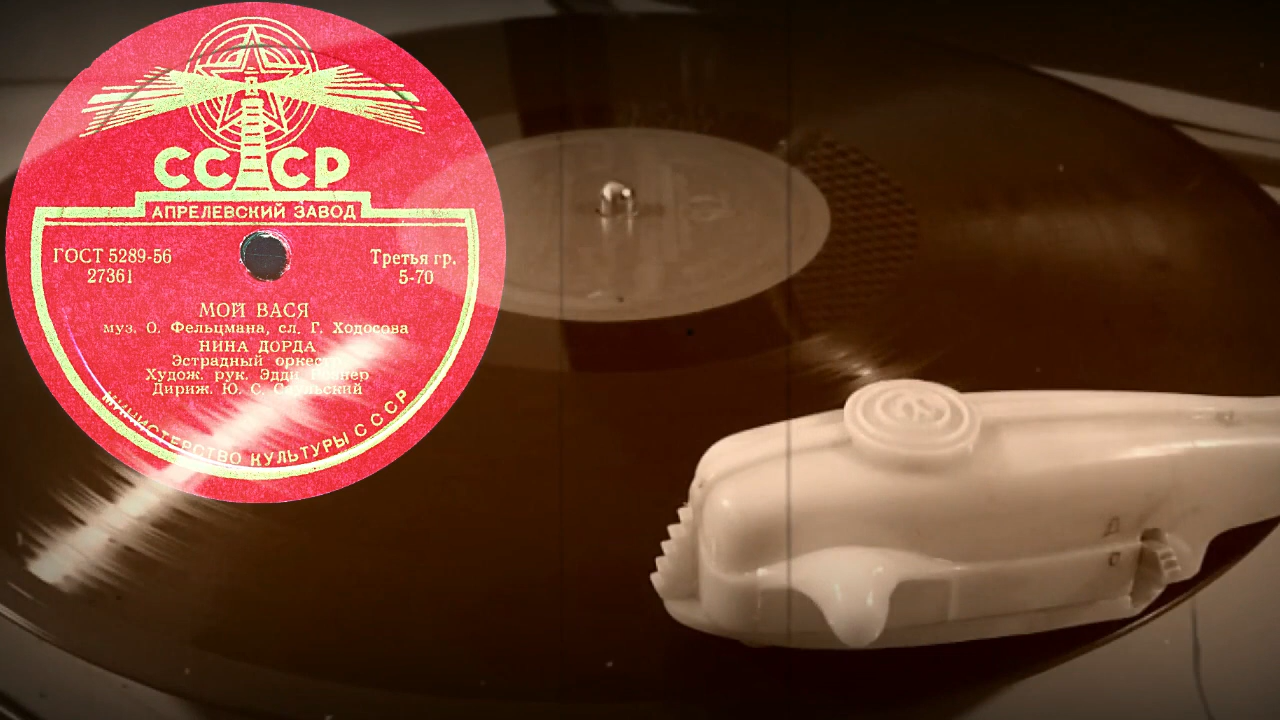 СССР
АПРЕЛЕВСКИЙ ЗАВОД
ГОСТ 5289-56 Третья гр.
27361 5-70
МОЙ ВАСЯ
муз. О. Фельцмана, сл. Г. Ходосова
НИНА ДОРДА
Эстрадный оркестр
Худож. рук. Эдди
Дириж. Ю. С. Саульский
МИНИСТЕРСТВО КУЛЬТУРЫ СССР